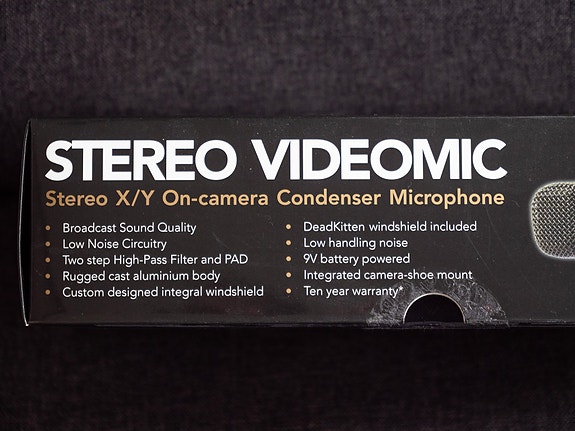 STEREO VIDEOMIC
Stereo X/Y On-camera Condenser Microphone
• Broadcast Sound Quality
• Low Noise Circuitry
• Two step High-Pass Filter and PAD
• Rugged cast aluminium body
• Custom designed integral windshield
• DeadKitten windshield included
• Low handling noise
• 9V battery powered
• Integrated camera-shoe mount
• Ten year warranty*